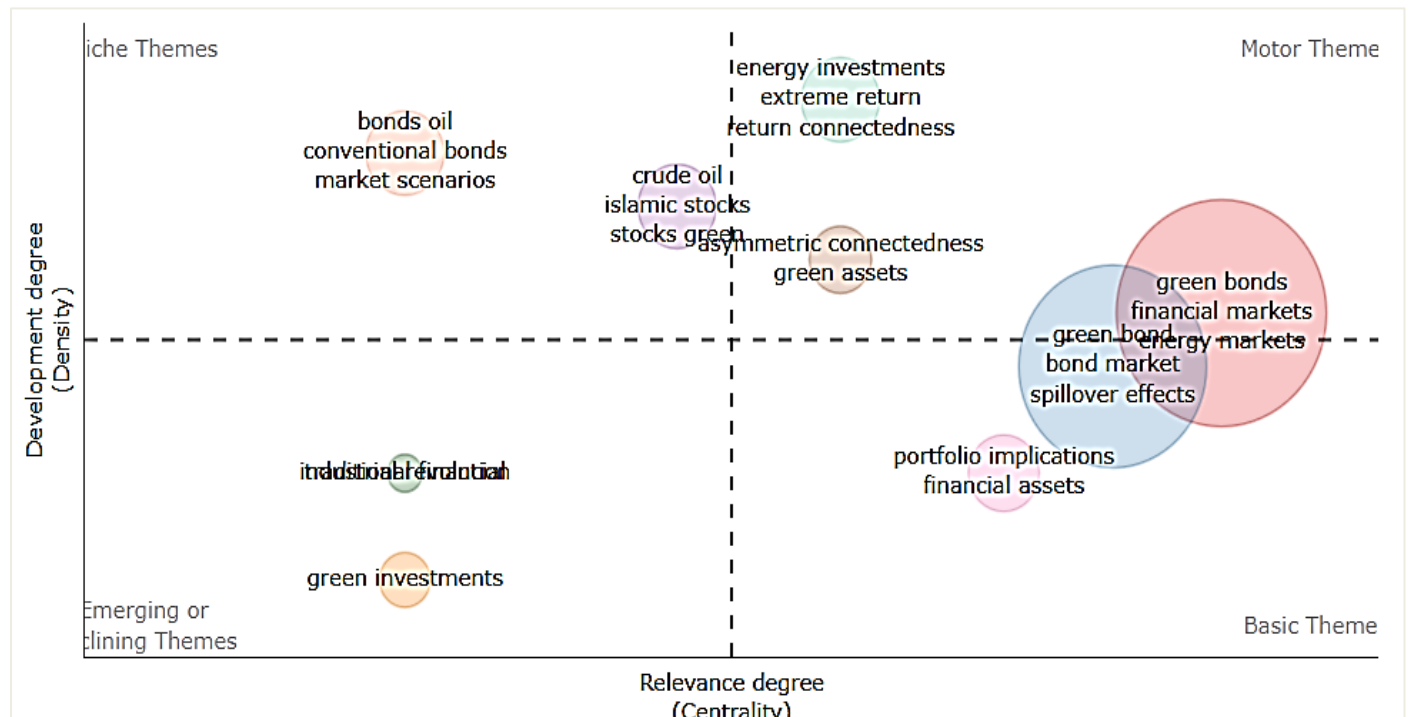 iche Themes
Motor Theme
energy investments
extreme return
return connectedness
bonds oil
conventional bonds
market scenarios
crude oil
islamic stocks
stocks green
asymmetric connectedness
green assets
green bonds
financial markets
energy markets
green bond
bond market
spillover effects
portfolio implications
financial assets
green investments
Emerging or
clining Themes
Basic Theme
Development degree
(Density)
Relevance degree
(Centrality)